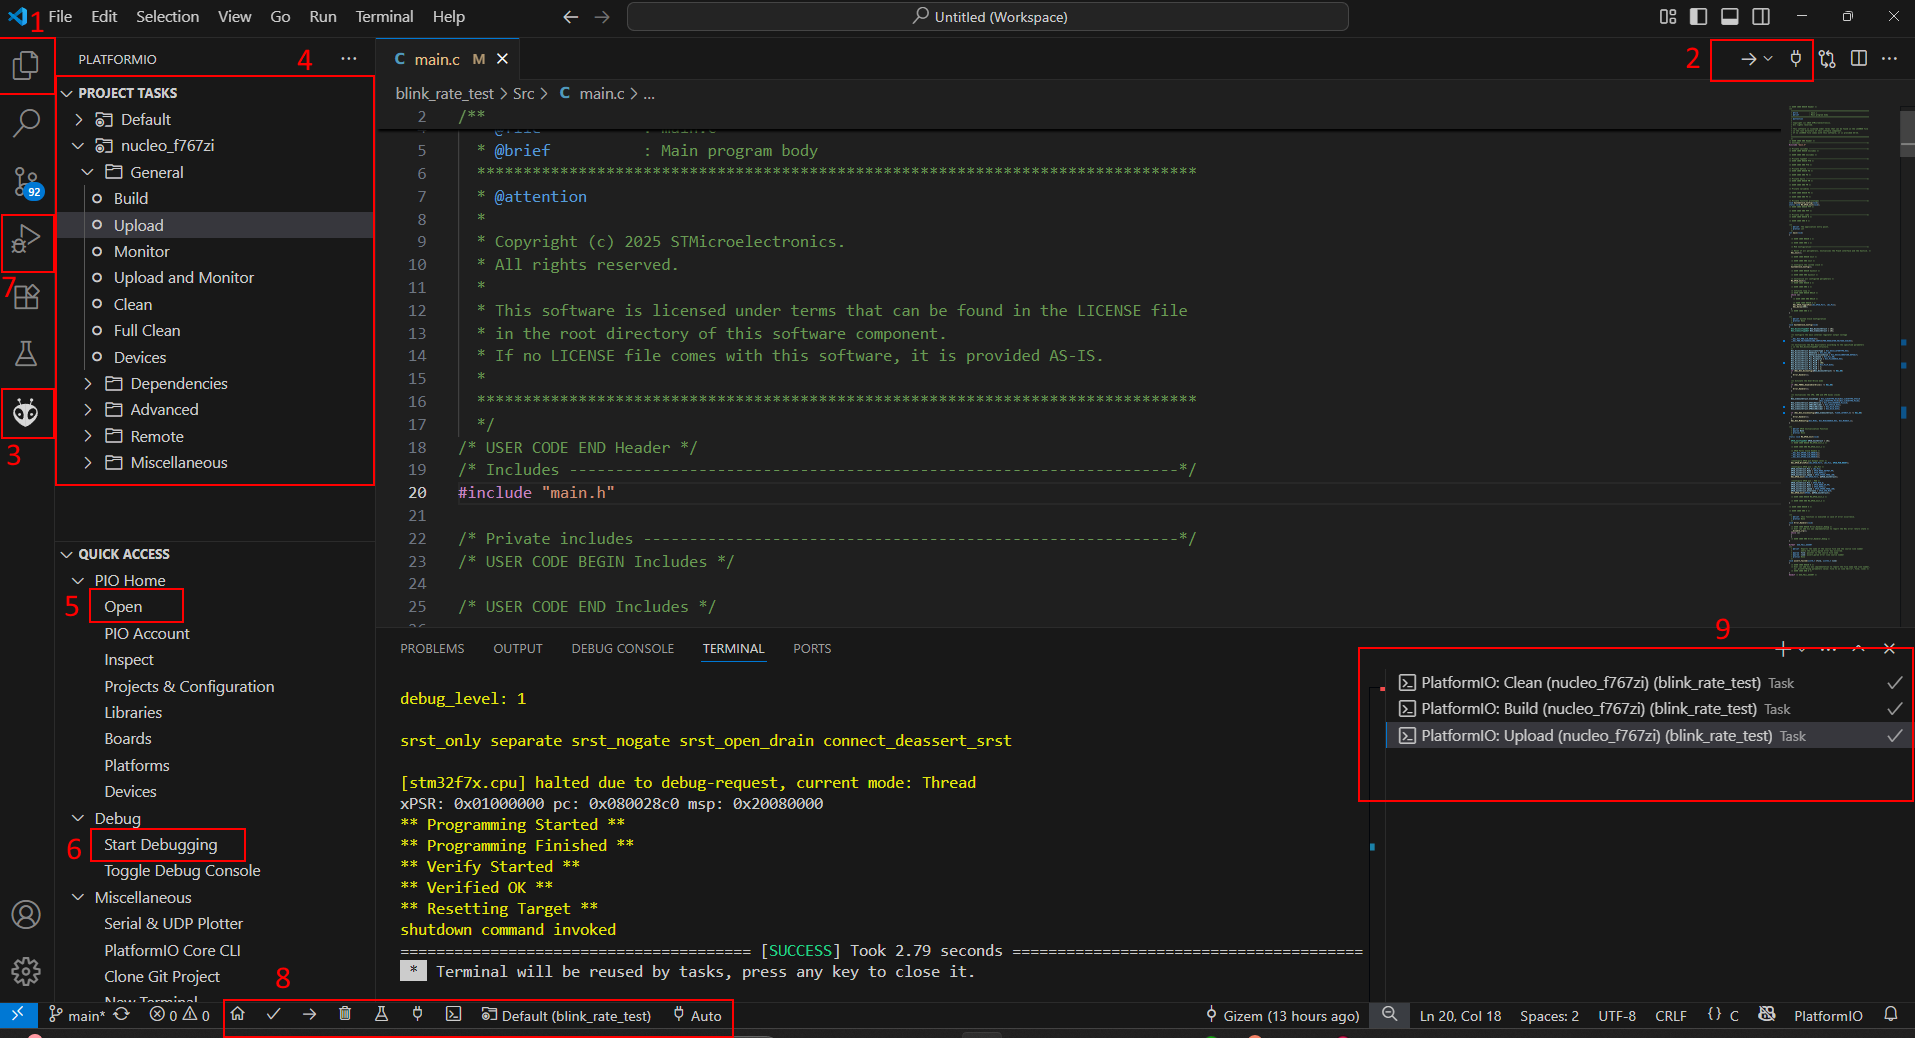 File Edit Selection View Go Run Terminal Help
Untitled (Workspace)
1
PLATFORMIO
4
C main.c M
2
PROJECT TASKS
Default
nucleo_f767zi
General
Build
Upload
Monitor
Upload and Monitor
Clean
Full Clean
Devices
Dependencies
Advanced
Remote
Miscellaneous
92
7
3
QUICK ACCESS
PIO Home
5
Open
PIO Account
Inspect
Projects & Configuration
Libraries
Boards
Platforms
Devices
Debug
6
Start Debugging
Toggle Debug Console
Miscellaneous
Serial & UDP Plotter
PlatformIO Core CLI
Clone Git Project
New Terminal
blink_rate_test > Src > C main.c > ...
2 /**
5 * @brief : Main program body
6 ******************************************************************************
7 * @attention
8 *
9 * Copyright (c) 2025 STMicroelectronics.
10 * All rights reserved.
11 *
12 * This software is licensed under terms that can be found in the LICENSE file
13 * in the root directory of this software component.
14 * If no LICENSE file comes with this software, it is provided AS-IS.
15 *
16 ******************************************************************************
17 */
18 /* USER CODE END Header */
19 /* Includes ------------------------------------------------------------------*/
20 #include "main.h"
21
22 /* Private includes ----------------------------------------------------------*/
23 /* USER CODE BEGIN Includes */
24
25 /* USER CODE END Includes */
PROBLEMS OUTPUT DEBUG CONSOLE TERMINAL PORTS
9
debug_level: 1
srst_only separate srst_nogate srst_open_drain connect_deassert_srst
[stm32f7x.cpu] halted due to debug-request, current mode: Thread
xPSR: 0x01000000 pc: 0x080028c0 msp: 0x20080000
** Programming Started **
** Programming Finished **
** Verify Started **
** Verified OK **
** Resetting Target **
shutdown command invoked
======================================= [SUCCESS] Took 2.79 seconds =======================================
* Terminal will be reused by tasks, press any key to close it.
PlatformIO: Clean (nucleo_f767zi) (blink_rate_test) Task
PlatformIO: Build (nucleo_f767zi) (blink_rate_test) Task
PlatformIO: Upload (nucleo_f767zi) (blink_rate_test) Task
8
main* 0 0 Default (blink_rate_test) Auto
Gizem (13 hours ago) Ln 20, Col 18 Spaces: 2 UTF-8 CRLF {} C PlatformIO